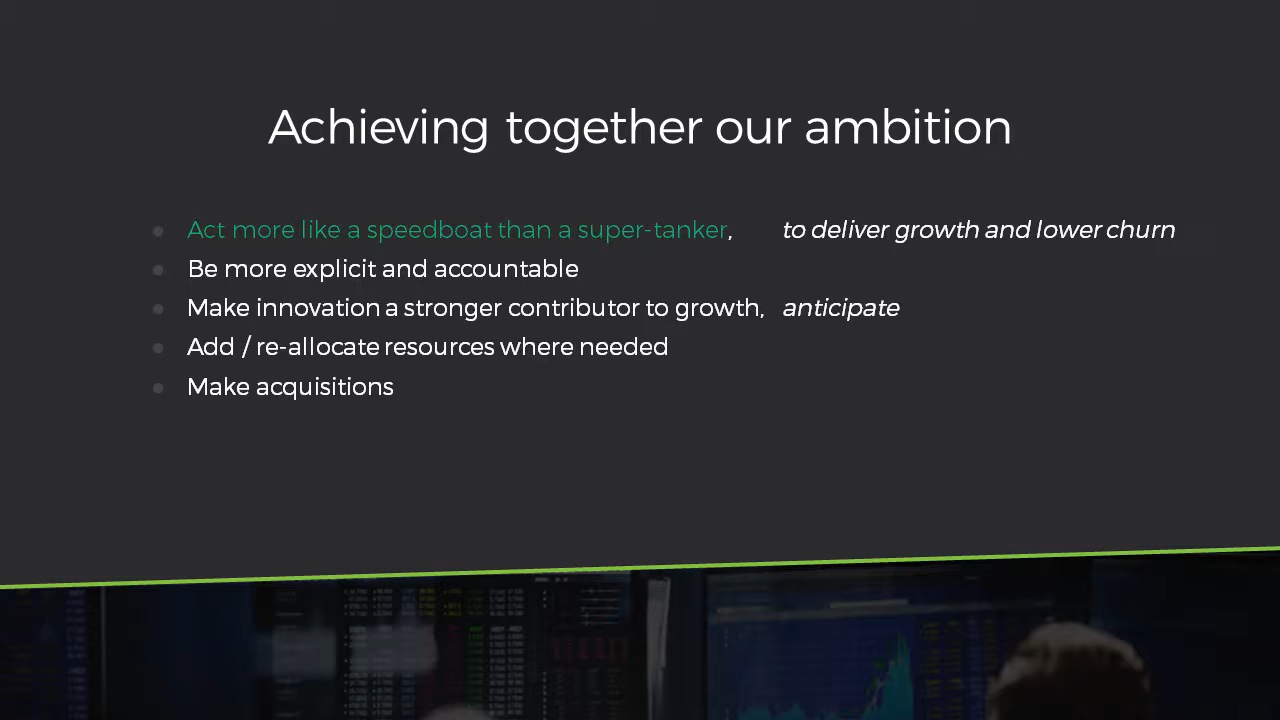 Achieving together our ambition
Act more like a speedboat than a super-tanker, to deliver growth and lower churn
Be more explicit and accountable
Make innovation a stronger contributor to growth, anticipate
Add / re-allocate resources where needed
Make acquisitions